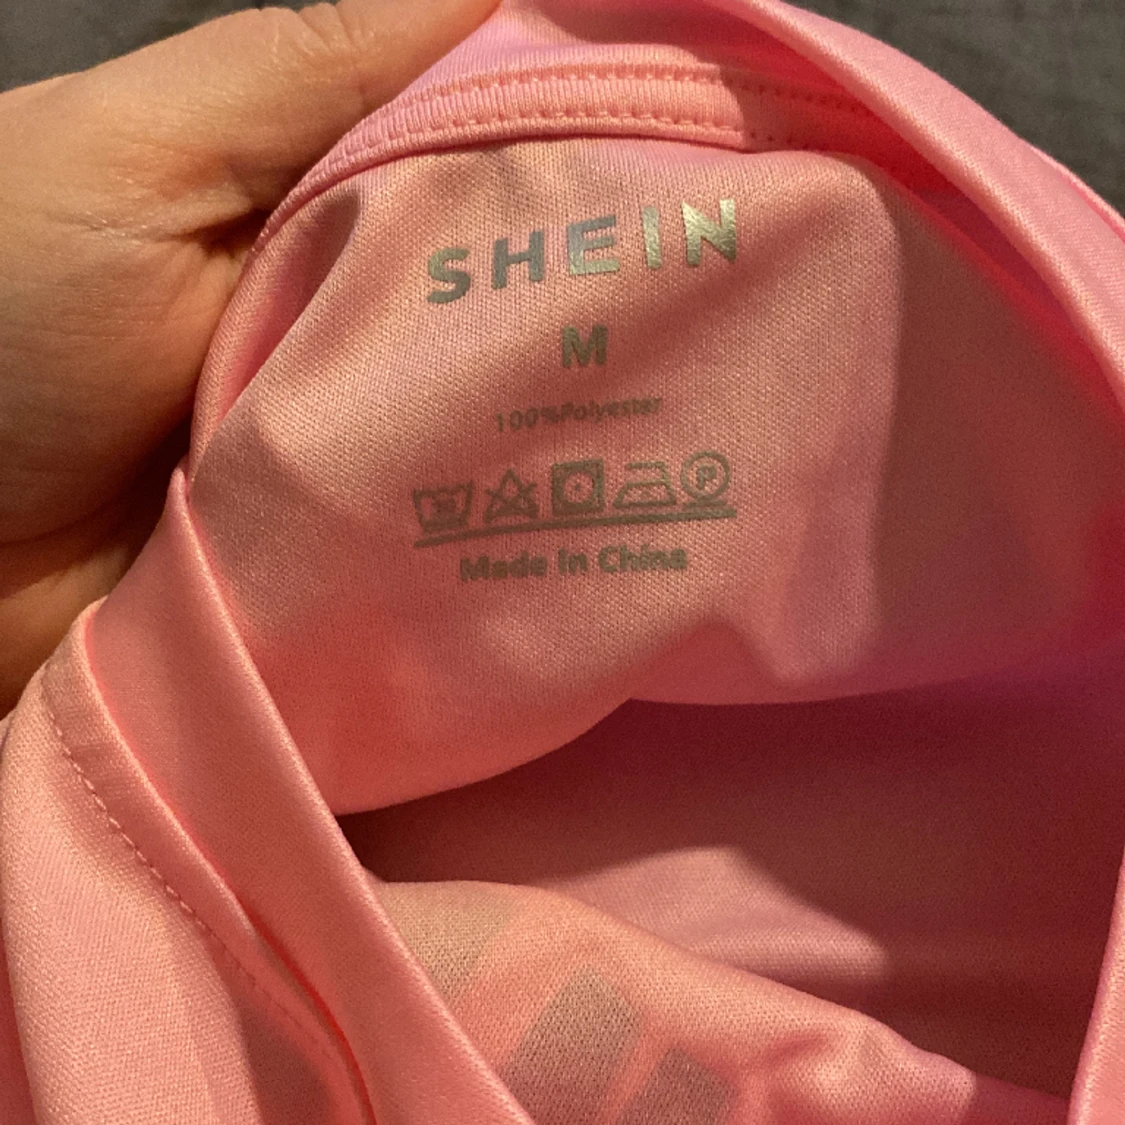 SHEIN
M
100%Polyester
P
Made in China